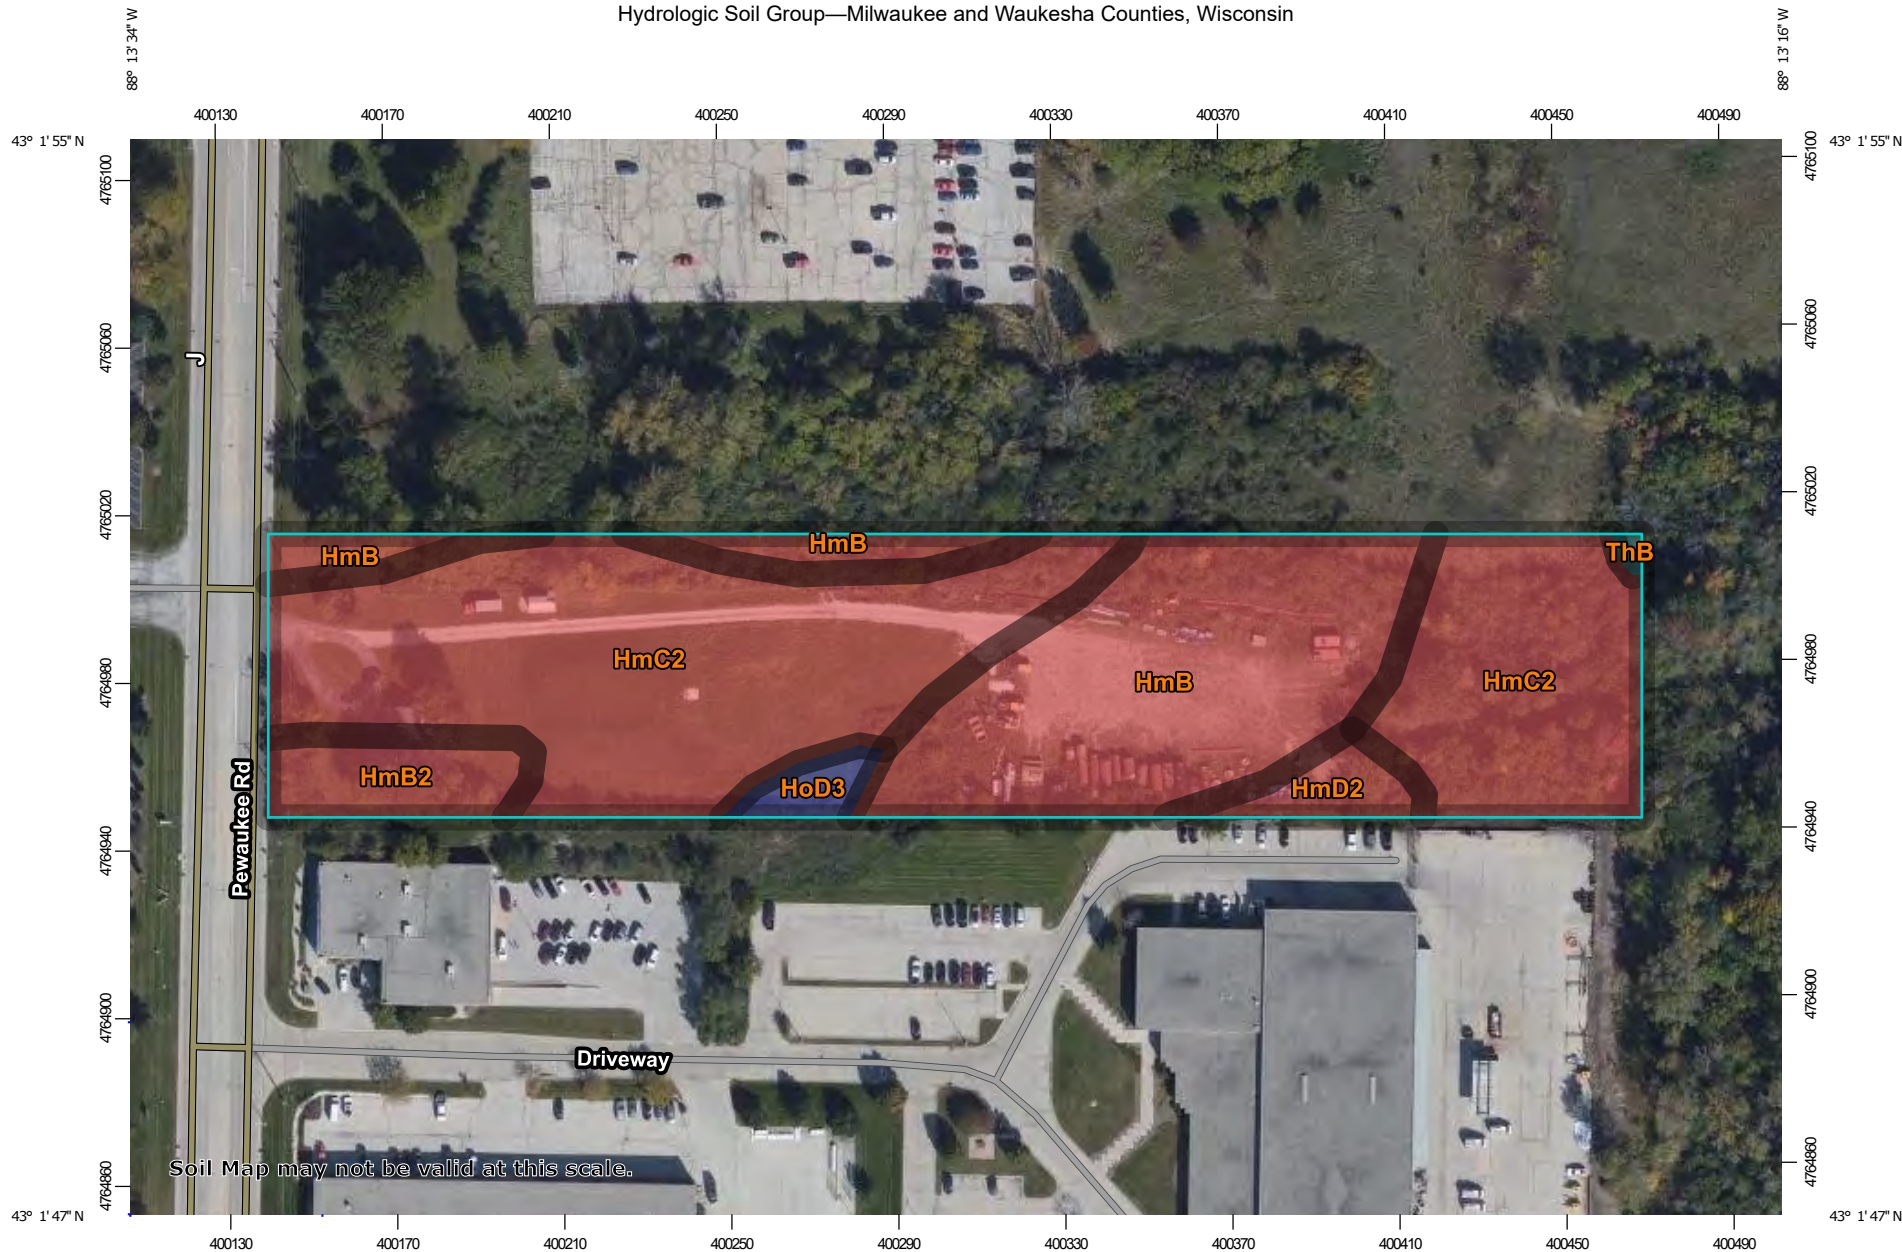 Hydrologic Soil Group—Milwaukee and Waukesha Counties, Wisconsin
88° 13' 34'' W
88° 13' 16'' W
400130 400170 400210 400250 400290 400330 400370 400410 400450 400490
43° 1' 55'' N
43° 1' 55'' N
4765100
4765100
4765060
4765060
J
4765020
4765020
HmB
HmB
ThB
4764980
4764980
HmC2
HmB
HmC2
HmB2
HoD3
HmD2
Pewaukee Rd
4764940
4764940
4764900
4764900
Driveway
4764860
4764860
Soil Map may not be valid at this scale.
43° 1' 47'' N
43° 1' 47'' N
400130 400170 400210 400250 400290 400330 400370 400410 400450 400490